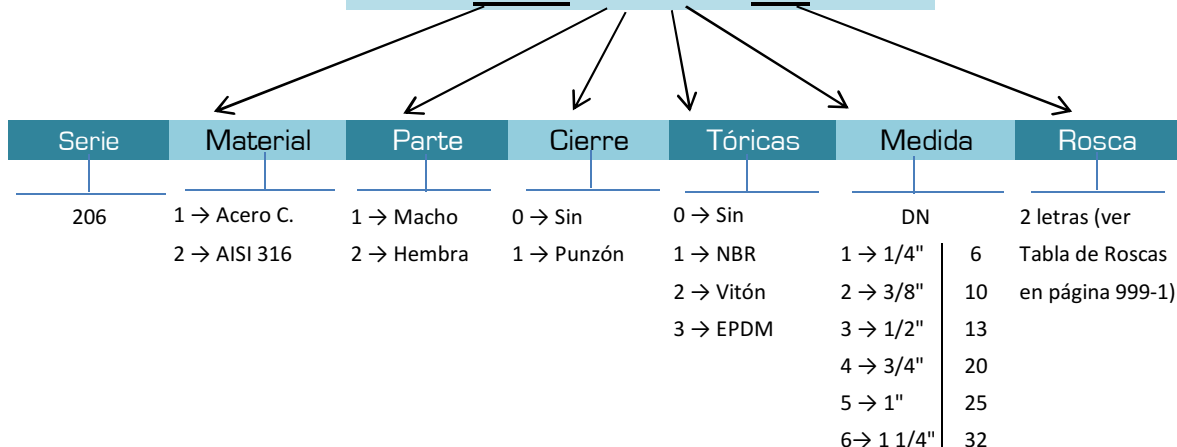 Serie Material Parte Cierre Tóricas Medida Rosca
206 1 → Acero C. 1 → Macho 0 → Sin 0 → Sin DN 2 letras (ver
2 → AISI 316 2 → Hembra 1 → Punzón 1 → NBR 1 → 1/4" 6 Tabla de Roscas
2 → Vitón 2 → 3/8" 10 en página 999-1)
3 → EPDM 3 → 1/2" 13
4 → 3/4" 20
5 → 1" 25
6→ 1 1/4" 32